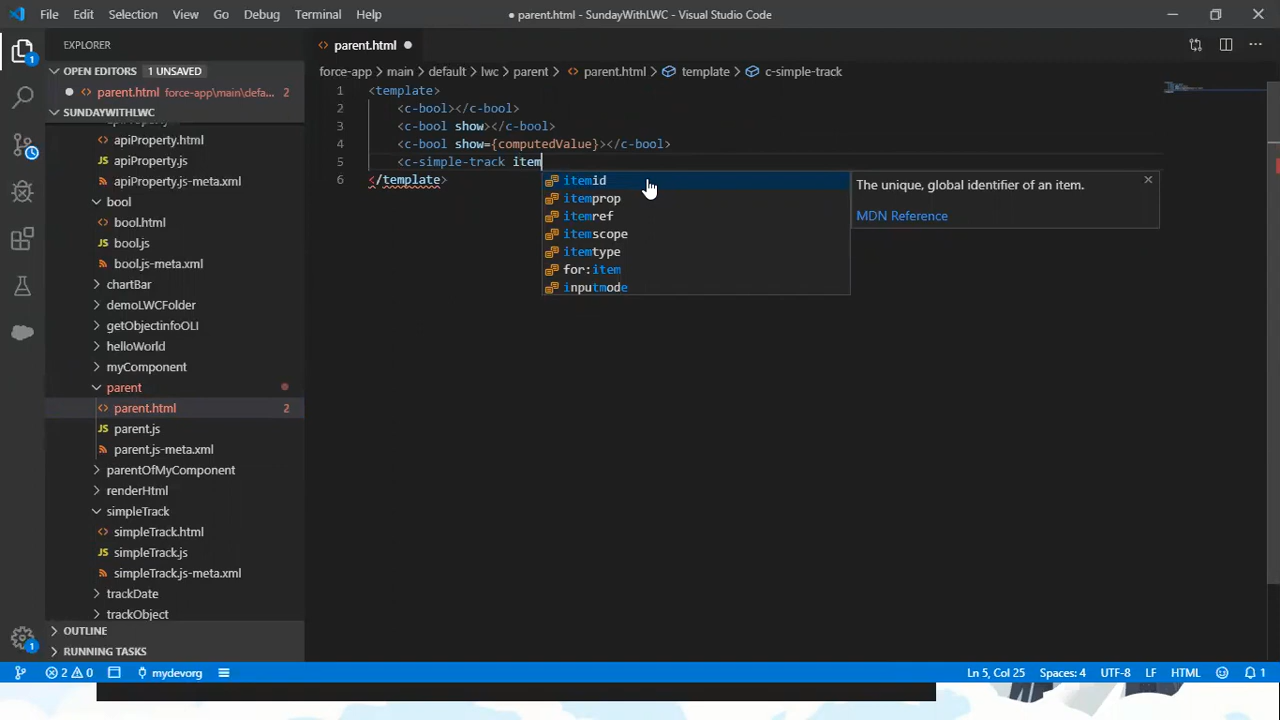 File Edit Selection View Go Debug Terminal Help
● parent.html - SundayWithLWC - Visual Studio Code
EXPLORER
parent.html ●
OPEN EDITORS 1 UNSAVED
● parent.html force-app\main\defa... 2
SUNDAYWITHLWC
apiProperty.html
apiProperty.js
apiProperty.js-meta.xml
bool
bool.html
bool.js
bool.js-meta.xml
chartBar
demoLWCFolder
getObjectinfoOLI
helloWorld
myComponent
parent
parent.html 2
parent.js
parent.js-meta.xml
parentOfMyComponent
renderHtml
simpleTrack
simpleTrack.html
simpleTrack.js
simpleTrack.js-meta.xml
trackDate
trackObject
OUTLINE
RUNNING TASKS
force-app > main > default > lwc > parent > parent.html > template > c-simple-track
1 <template>
2 <c-bool></c-bool>
3 <c-bool show></c-bool>
4 <c-bool show={computedValue}></c-bool>
5 <c-simple-track item
6 </template>
itemid
itemprop
itemref
itemscope
itemtype
for:item
inputmode
The unique, global identifier of an item.
MDN Reference
1
1
2 0 mydevorg Ln 5, Col 25 Spaces: 4 UTF-8 LF HTML 1